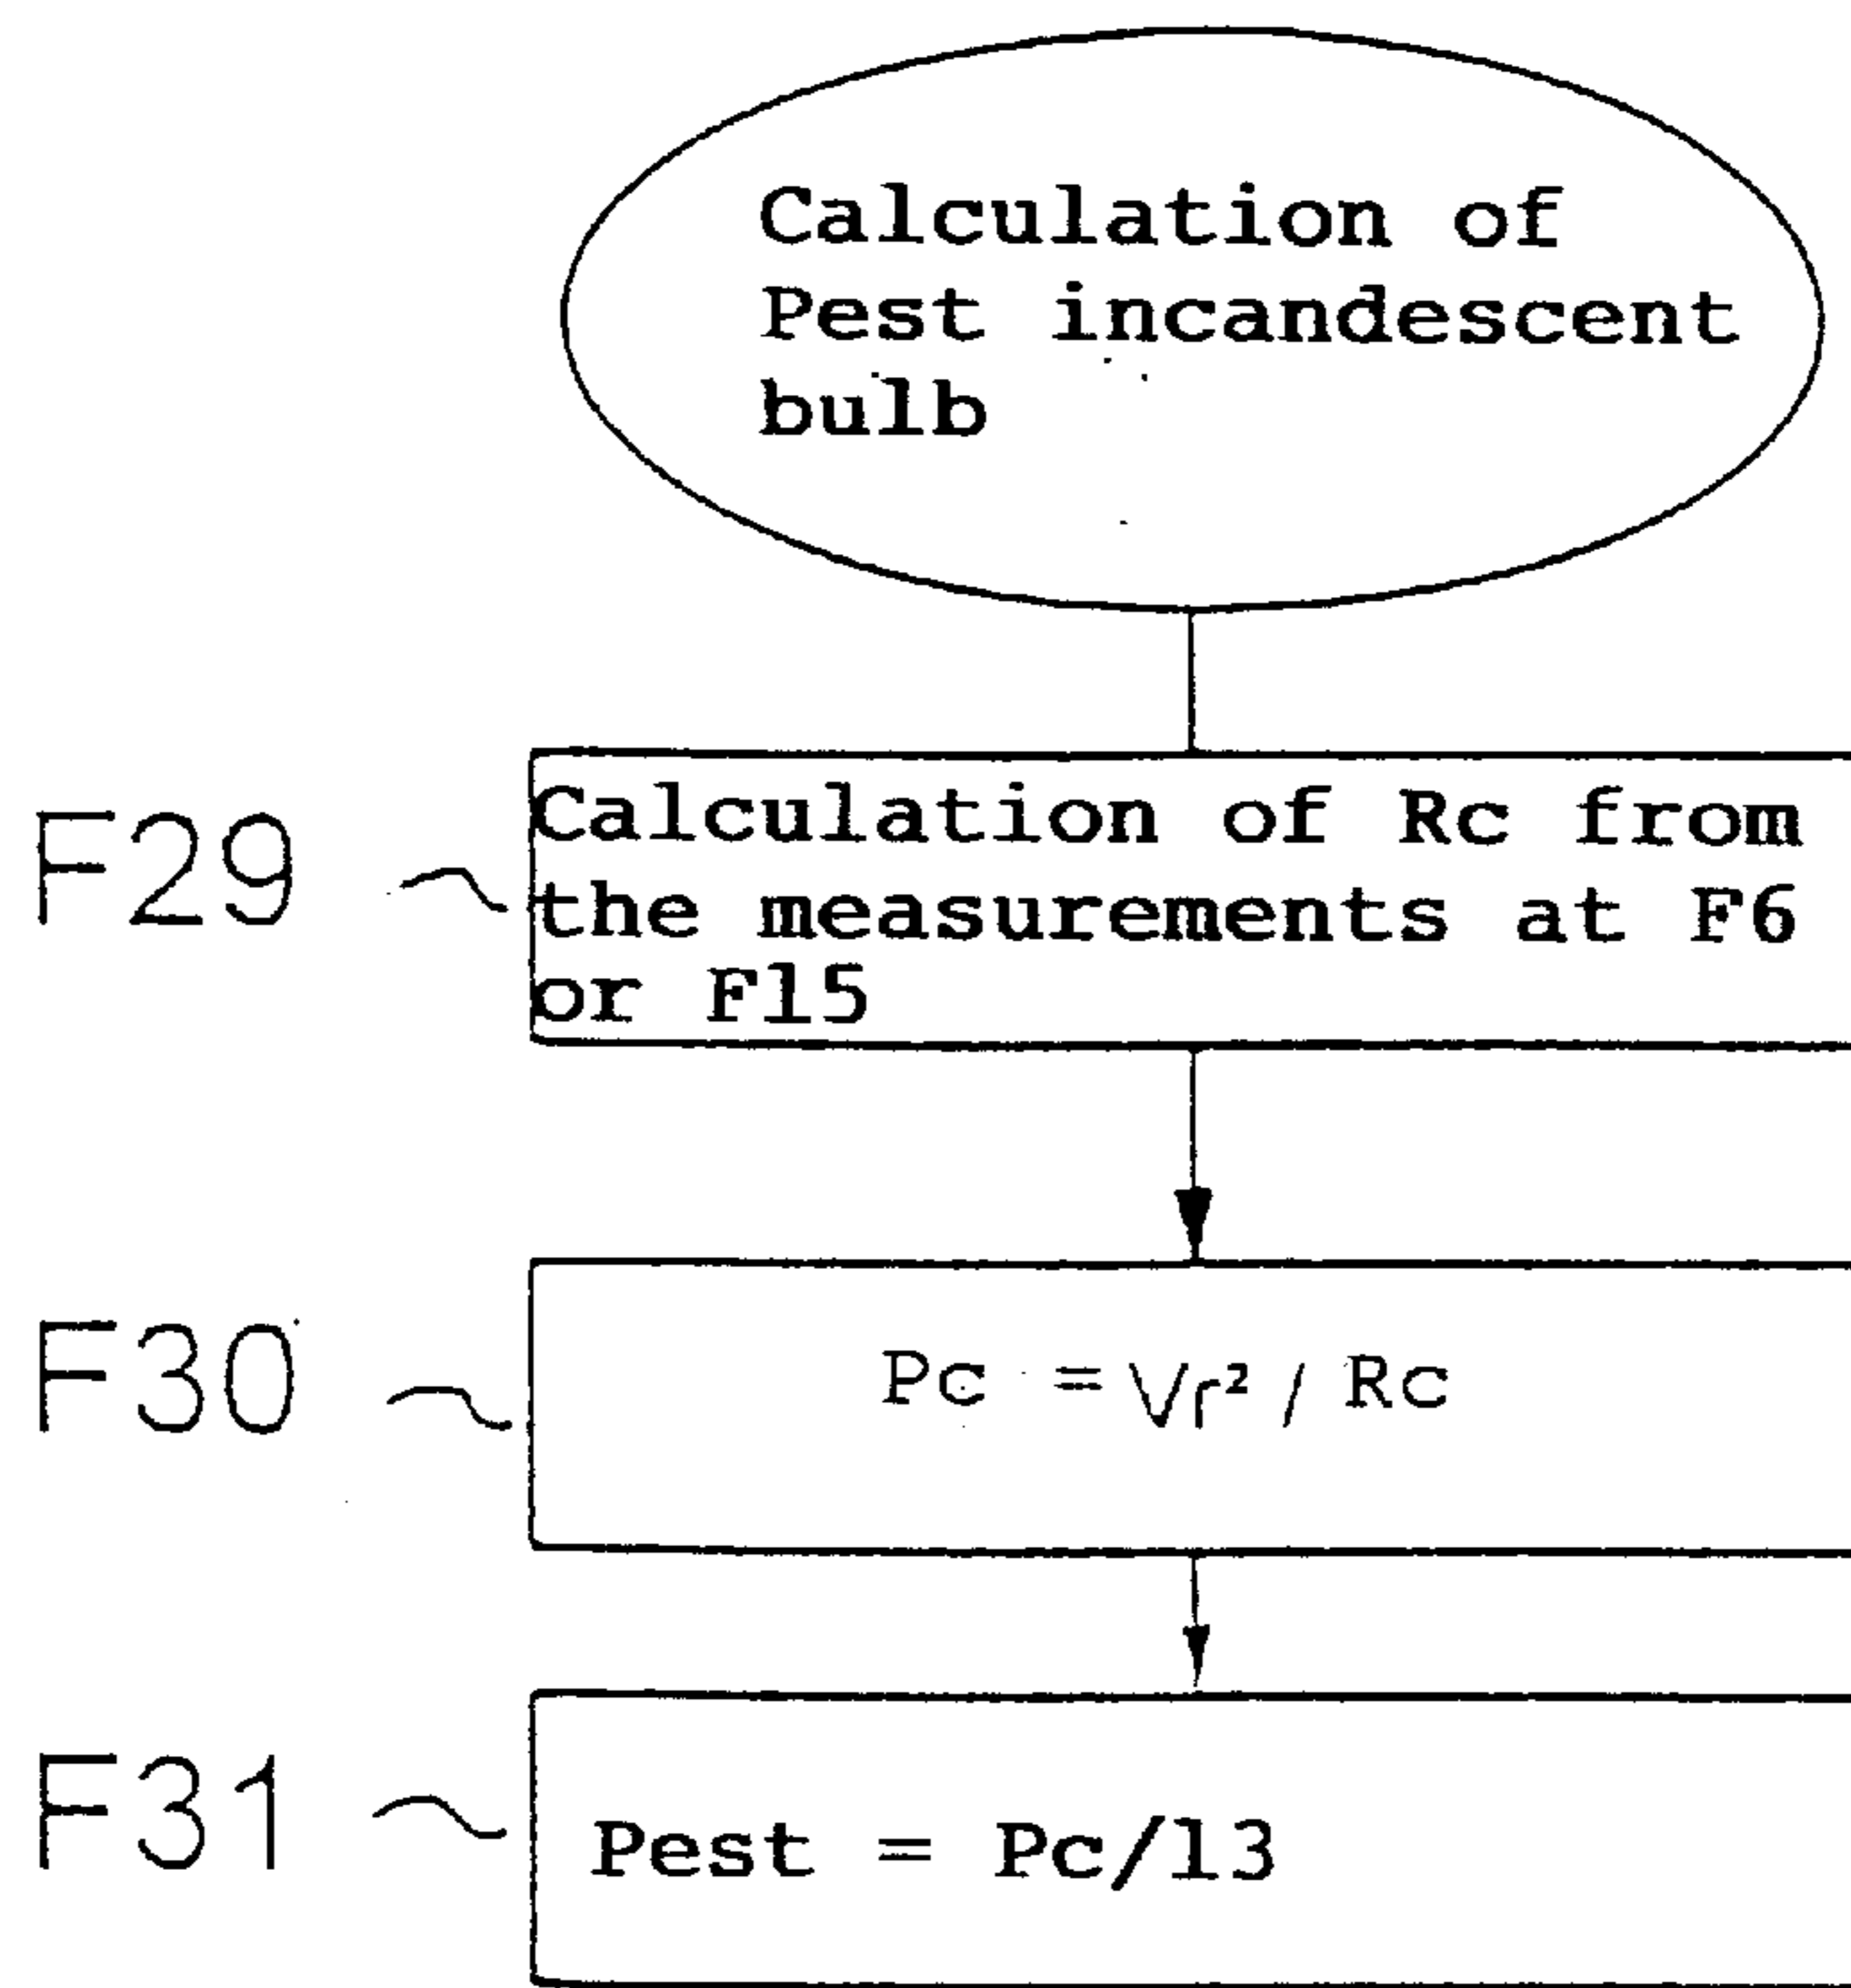 Calculation of
Pest incandescent
bulb
F29
Calculation of Rc from
the measurements at F6
or F15
F30
Pc = Vr² / Rc
F31
Pest = Pc/13